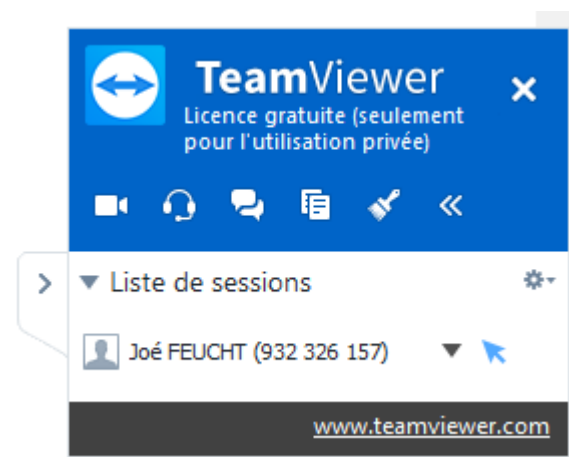 TeamViewer
Licence gratuite (seulement
pour l'utilisation privée)
Liste de sessions
Joé FEUCHT (932 326 157)
www.teamviewer.com